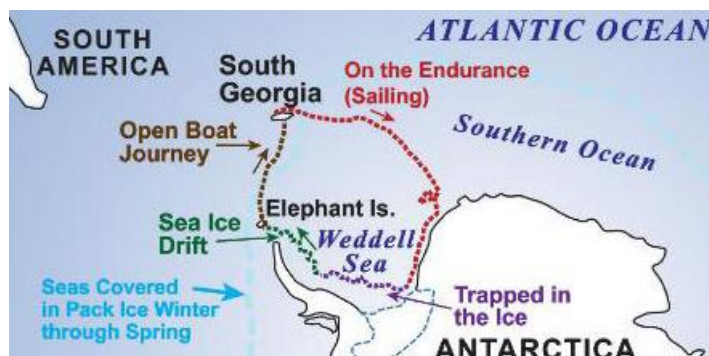 ATLANTIC OCEAN
SOUTH
AMERICA
South
Georgia
On the Endurance
(Sailing)
Southern Ocean
Open Boat
Journey
Elephant Is.
Sea Ice
Drift
Weddell
Sea
Seas Covered
in Pack Ice Winter
through Spring
Trapped in
the Ice
ANTARCTICA